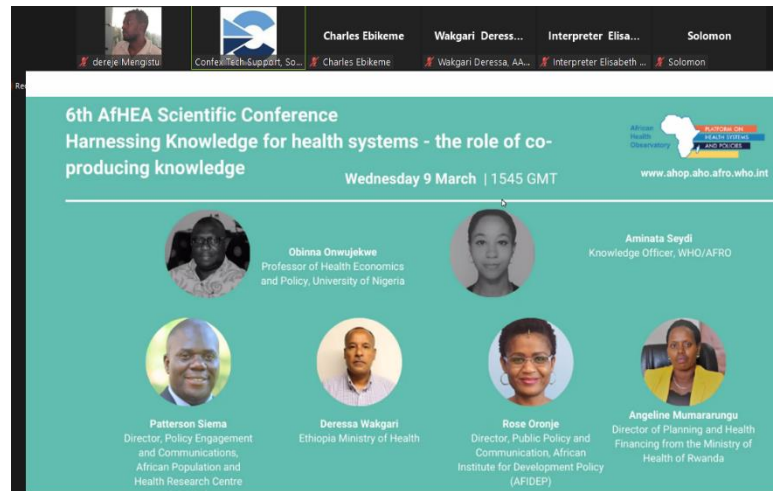 Charles Ebikeme
Wakgari Deress...
Interpreter Elisa...
Solomon
dereje Mengistu
Confex Tech Support, So...
Charles Ebikeme
Wakgari Deressa, AA...
Interpreter Elisabeth ...
Solomon
Rec
6th AfHEA Scientific Conference
Harnessing Knowledge for health systems - the role of co-
producing knowledge
Wednesday 9 March | 1545 GMT
African
Health
Observatory
PLATFORM ON
HEALTH SYSTEMS
AND POLICIES
www.ahop.aho.afro.who.int
Obinna Onwujekwe
Professor of Health Economics
and Policy, University of Nigeria
Aminata Seydi
Knowledge Officer, WHO/AFRO
Patterson Siema
Director, Policy Engagement
and Communications,
African Population and
Health Research Centre
Deressa Wakgari
Ethiopia Ministry of Health
Rose Oronje
Director, Public Policy and
Communication, African
Institute for Development Policy
(AFIDEP)
Angeline Mumararungu
Director of Planning and Health
Financing from the Ministry of
Health of Rwanda